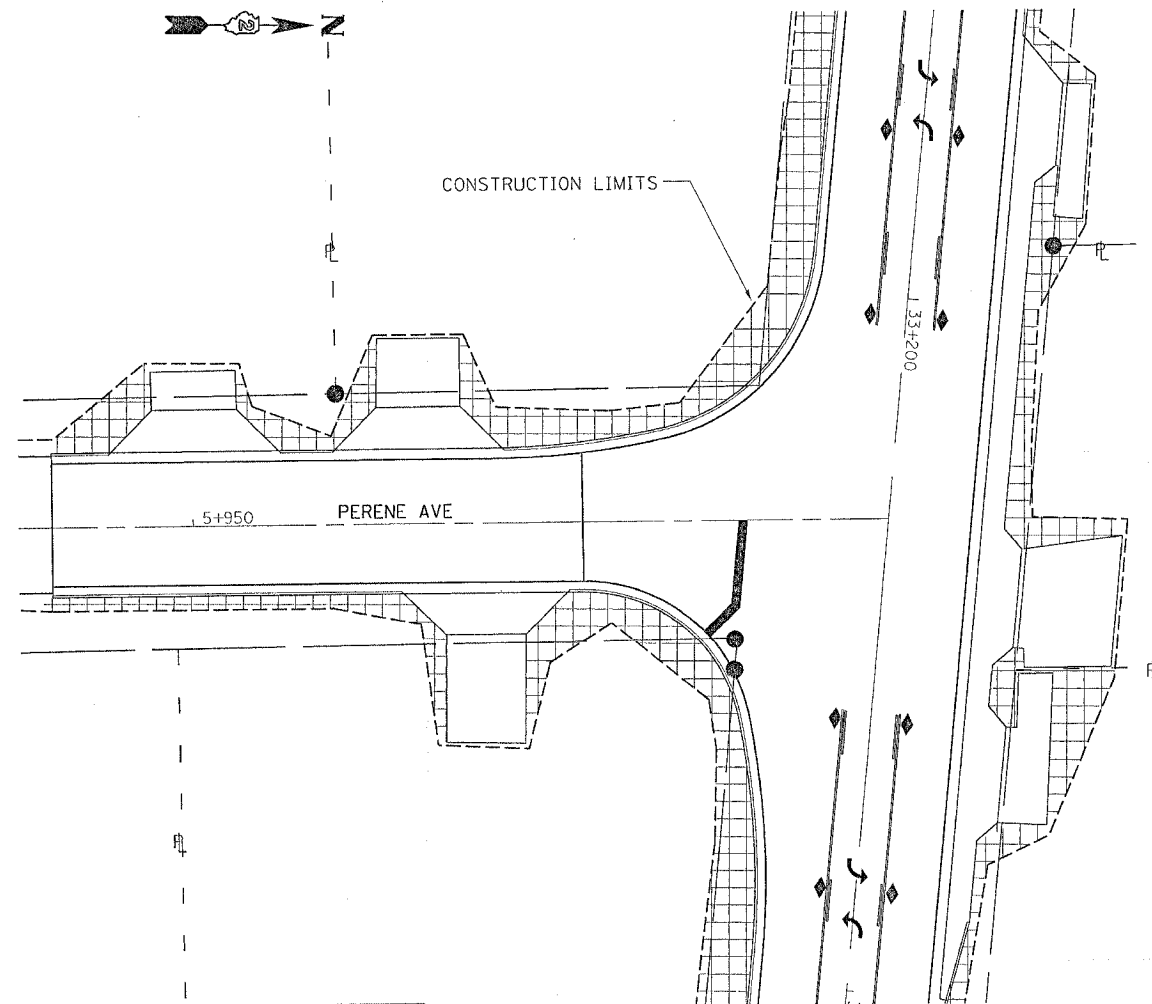 N
CONSTRUCTION LIMITS
PL
PL
33+200
5+950
PERENE AVE
PL